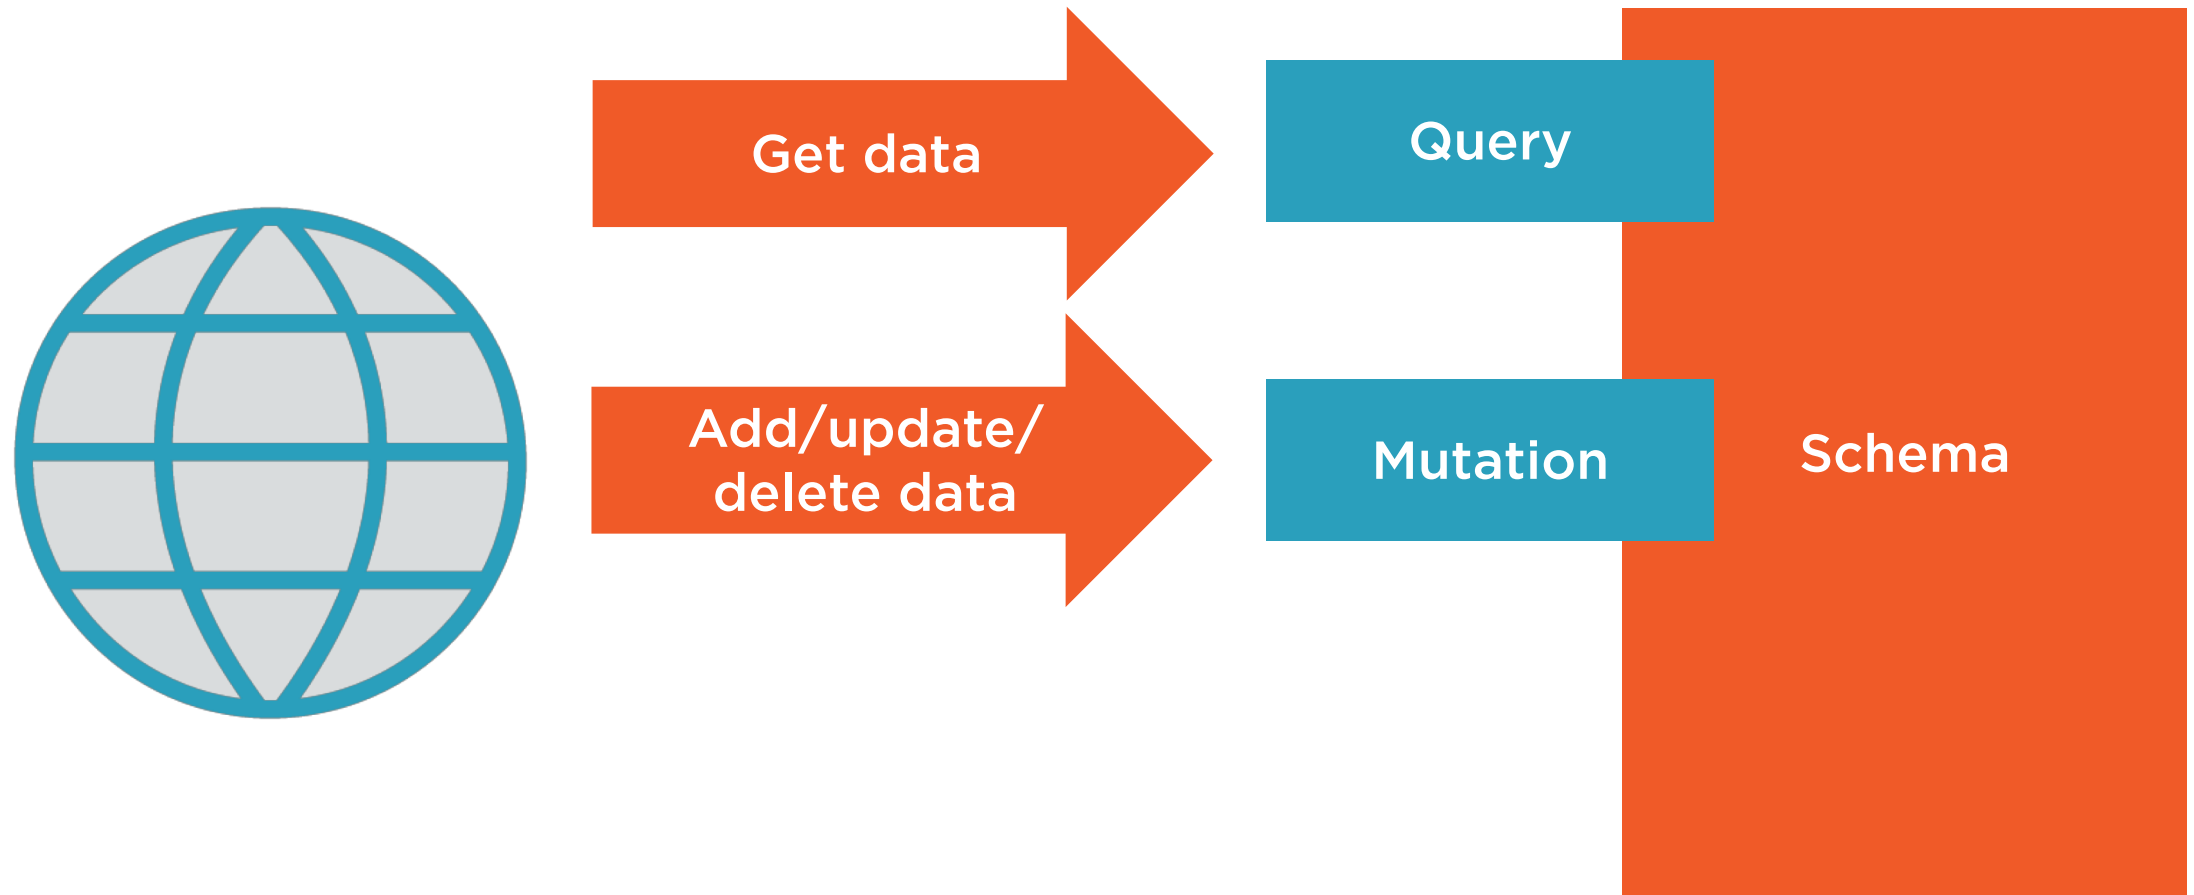 Get data
Query
Add/update/
delete data
Mutation
Schema